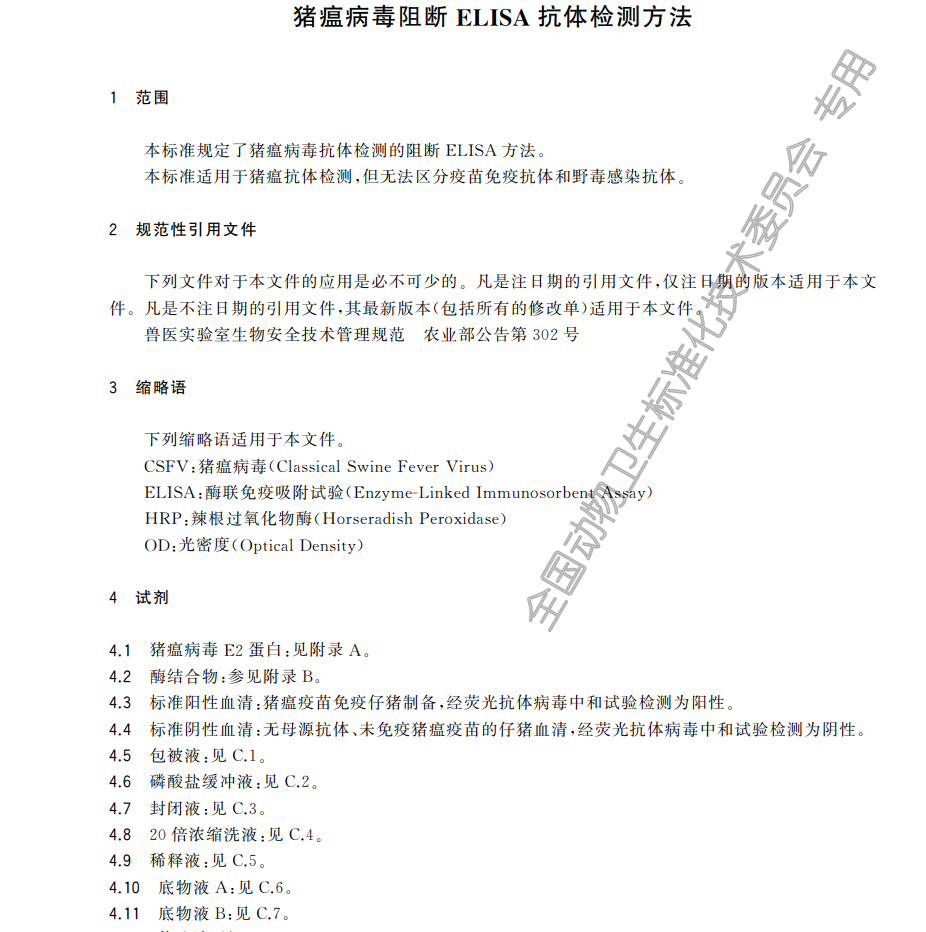 猪瘟病毒阻断 ELISA 抗体检测方法
1 范围
本标准规定了猪瘟病毒抗体检测的阻断 ELISA 方法。
本标准适用于猪瘟抗体检测,但无法区分疫苗免疫抗体和野毒感染抗体。
2 规范性引用文件
下列文件对于本文件的应用是必不可少的。凡是注日期的引用文件,仅注日期的版本适用于本文
件。凡是不注日期的引用文件,其最新版本(包括所有的修改单)适用于本文件。
兽医实验室生物安全技术管理规范 农业部公告第 302 号
3 缩略语
下列缩略语适用于本文件。
CSFV:猪瘟病毒(Classical Swine Fever Virus)
ELISA:酶联免疫吸附试验(Enzyme-Linked Immunosorbent Assay)
HRP:辣根过氧化物酶(Horseradish Peroxidase)
OD:光密度(Optical Density)
4 试剂
4.1 猪瘟病毒 E2 蛋白:见附录 A。
4.2 酶结合物:参见附录 B。
4.3 标准阳性血清:猪瘟疫苗免疫仔猪制备,经荧光抗体病毒中和试验检测为阳性。
4.4 标准阴性血清:无母源抗体、未免疫猪瘟疫苗的仔猪血清,经荧光抗体病毒中和试验检测为阴性。
4.5 包被液:见 C.1。
4.6 磷酸盐缓冲液:见 C.2。
4.7 封闭液:见 C.3。
4.8 20 倍浓缩洗液:见 C.4。
4.9 稀释液:见 C.5。
4.10 底物液 A:见 C.6。
4.11 底物液 B:见 C.7。
全国动物卫生标准化技术委员会 专用